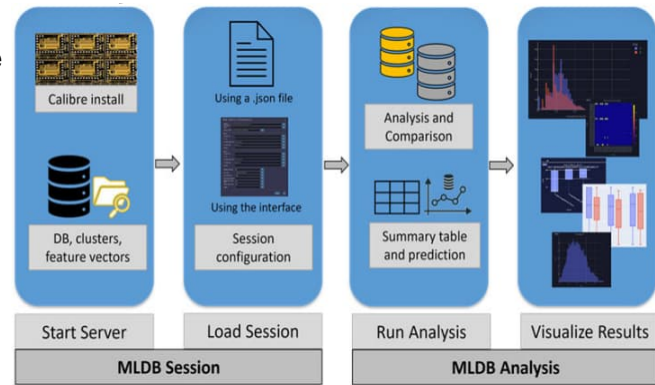 e
Calibre install
DB, clusters,
feature vectors
Using a .json file
Using the interface
Session
configuration
Analysis and
Comparison
Summary table
and prediction
Start Server
Load Session
Run Analysis
Visualize Results
MLDB Session
MLDB Analysis